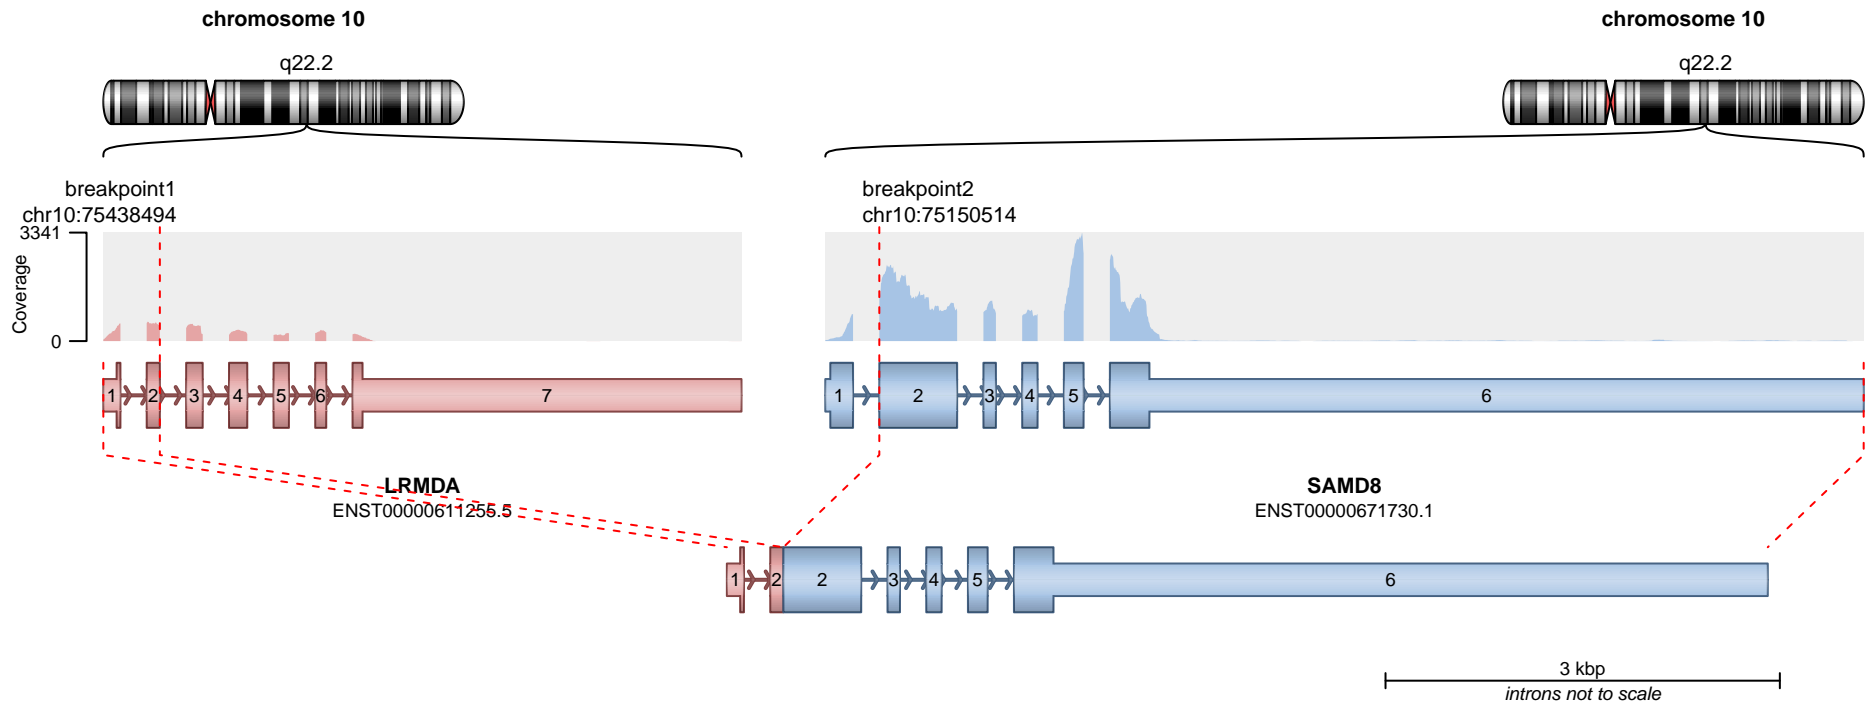 chromosome 10
chromosome 10
q22.2
q22.2
breakpoint1
chr10:75438494
breakpoint2
chr10:75150514
3341
Coverage
0
1 2 3 4 5 6 7
1 2 3 4 5 6
LRMDA
ENST00000611255.5
SAMD8
ENST00000671730.1
1 2 2 3 4 5 6
3 kbp
introns not to scale